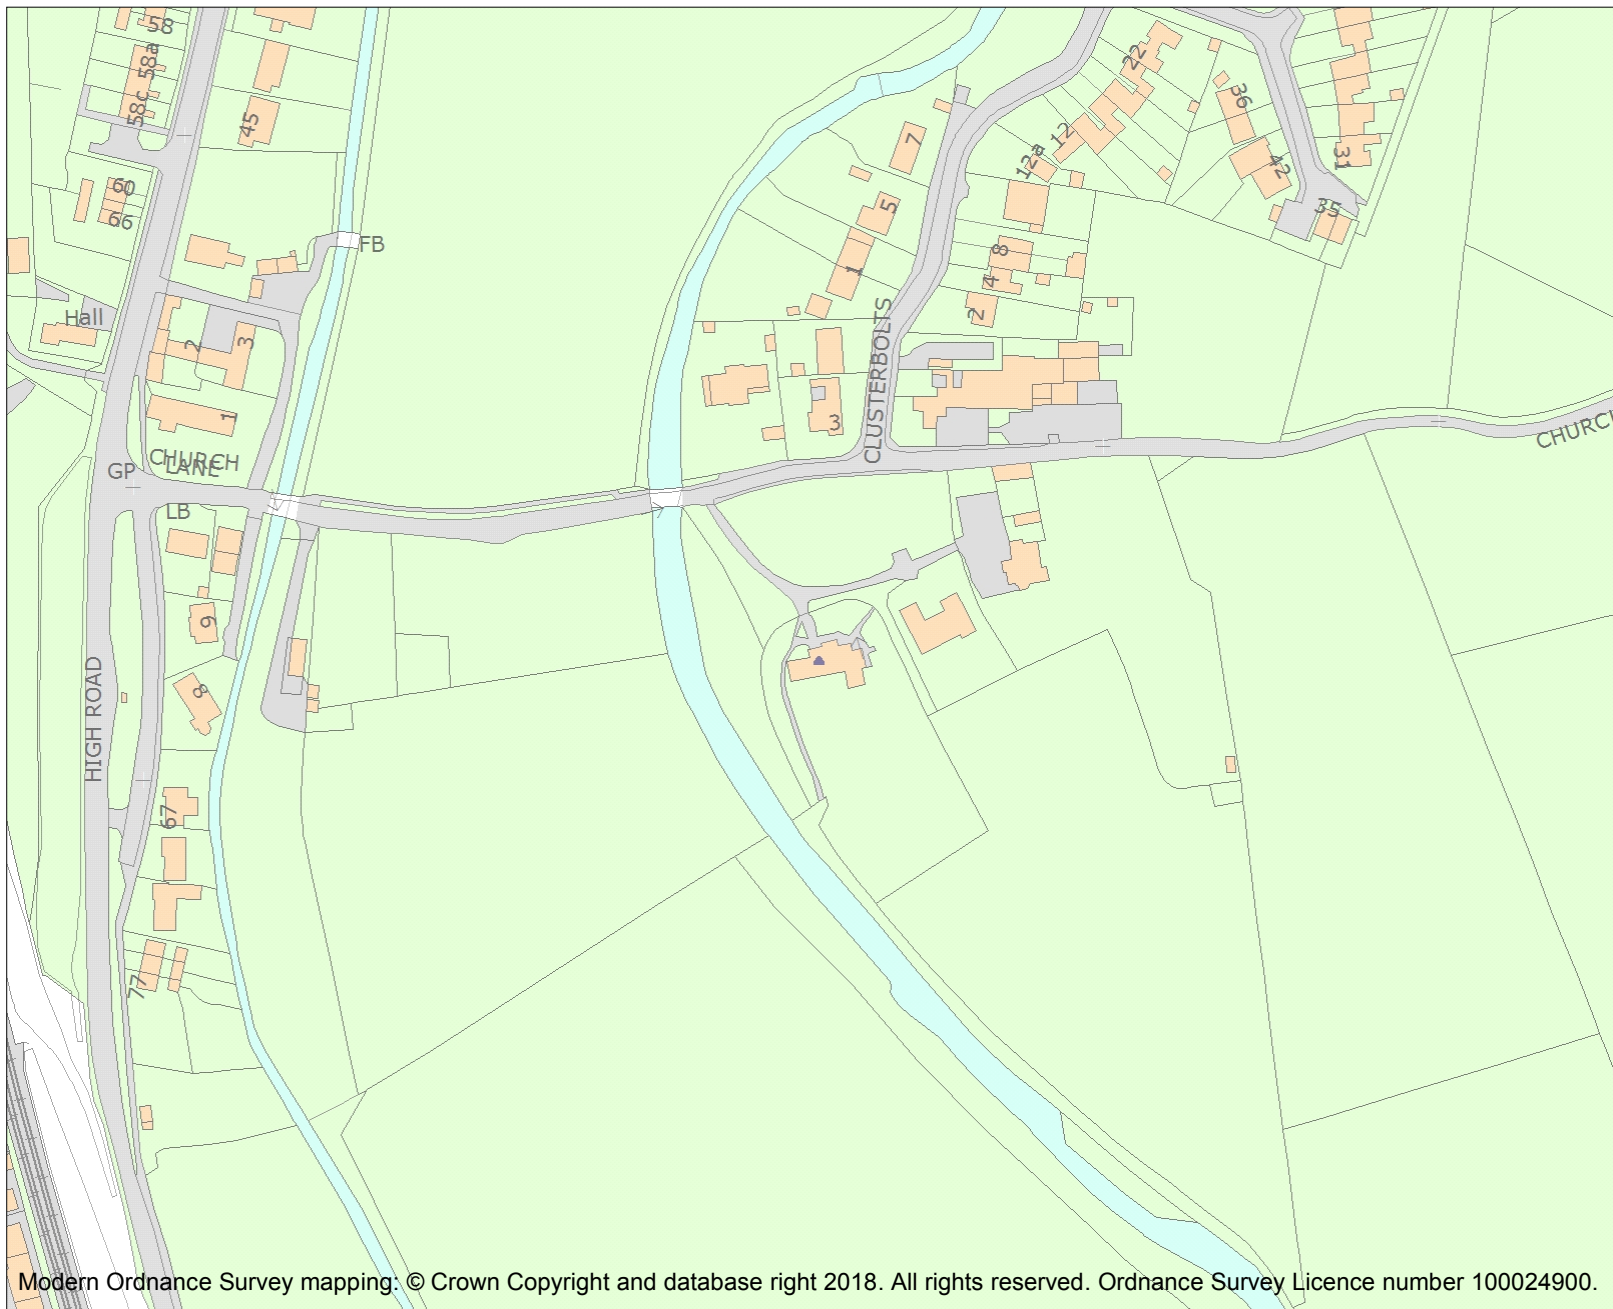 58
58a
58c
45
60
66
FB
Hall
2
3
1
CHURCH
LANE
GP
LB
9
8
HIGH ROAD
67
77
7
5
1
3
CLUSTERBOLTS
22
12
12a
8
4
2
36
42
31
35
CHURCH
Modern Ordnance Survey mapping: © Crown Copyright and database right 2018. All rights reserved. Ordnance Survey Licence number 100024900.